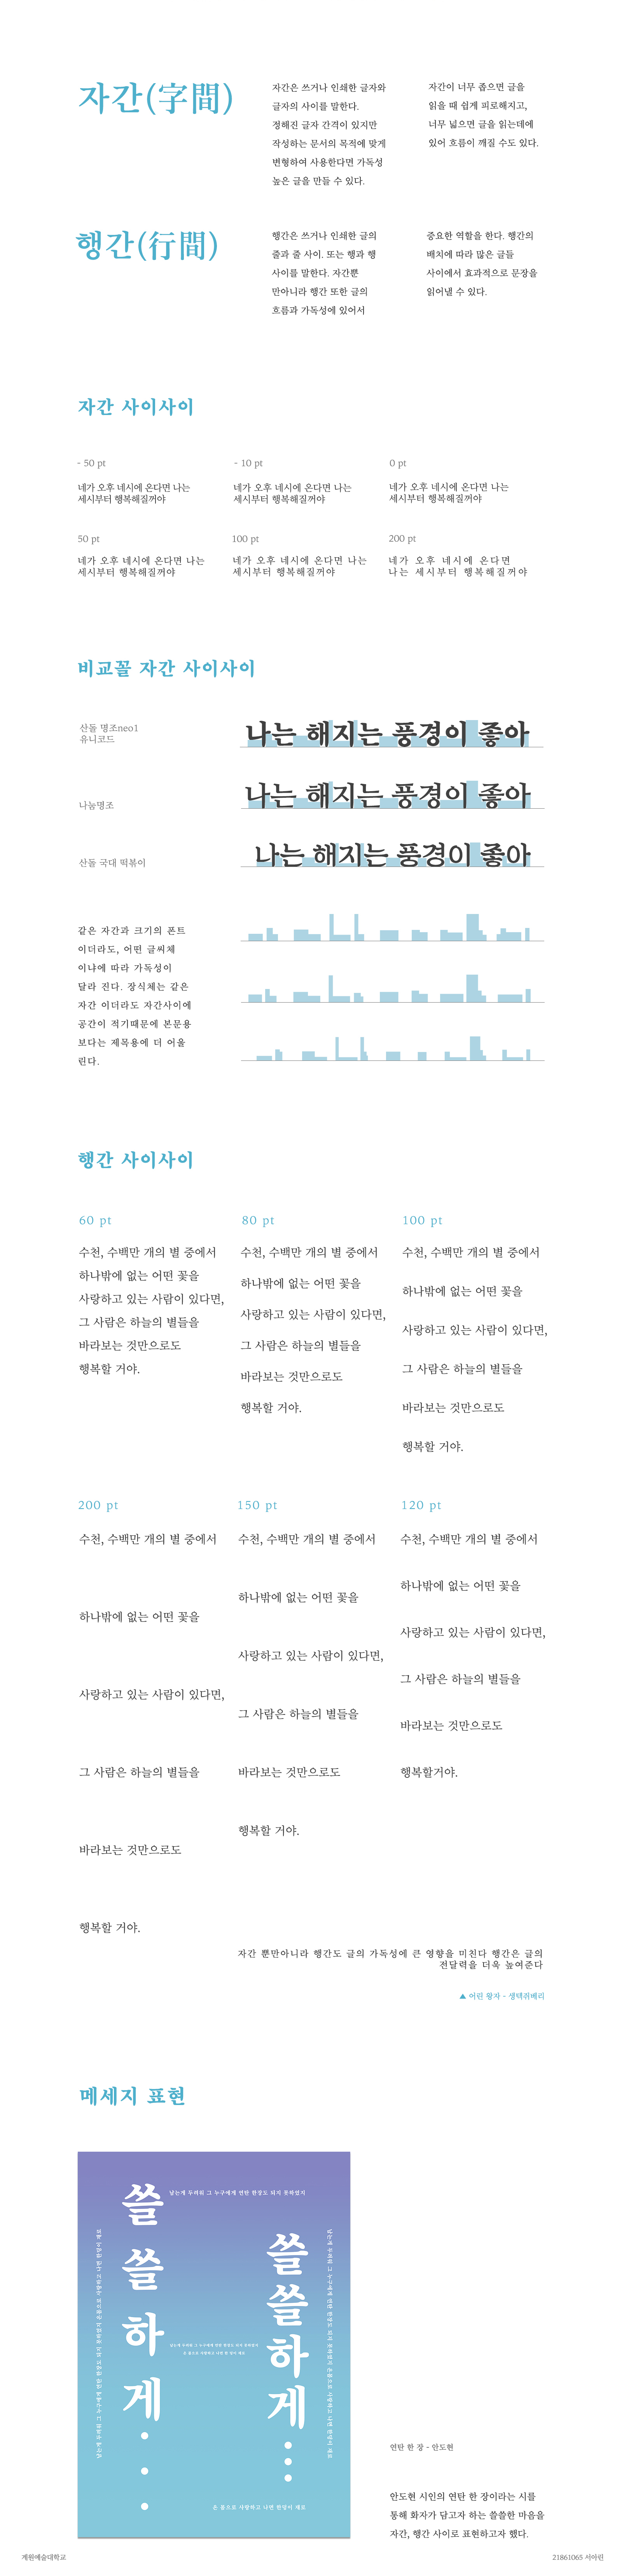 자간(字間)
자간은 쓰거나 인쇄한 글자와
글자의 사이를 말한다.
정해진 글자 간격이 있지만
작성하는 문서의 목적에 맞게
변형하여 사용한다면 가독성
높은 글을 만들 수 있다.
자간이 너무 좁으면 글을
읽을 때 쉽게 피로해지고,
너무 넓으면 글을 읽는데에
있어 흐름이 깨질 수도 있다.
행간(行間)
행간은 쓰거나 인쇄한 글의
줄과 줄 사이. 또는 행과 행
사이를 말한다. 자간뿐
만아니라 행간 또한 글의
흐름과 가독성에 있어서
중요한 역할을 한다. 행간의
배치에 따라 많은 글들
사이에서 효과적으로 문장을
읽어낼 수 있다.
자간 사이사이
- 50 pt
네가 오후 네시에 온다면 나는
세시부터 행복해질꺼야
- 10 pt
네가 오후 네시에 온다면 나는
세시부터 행복해질꺼야
0 pt
네가 오후 네시에 온다면 나는
세시부터 행복해질꺼야
50 pt
네가 오후 네시에 온다면 나는
세시부터 행복해질꺼야
100 pt
네가 오후 네시에 온다면 나는
세시부터 행복해질꺼야
200 pt
네가 오후 네시에 온다면
나는 세시부터 행복해질꺼야
비교꼴 자간 사이사이
산돌 명조neo1
유니코드
나는 해지는 풍경이 좋아
나눔명조
나는 해지는 풍경이 좋아
산돌 국대 떡볶이
나는 해지는 풍경이 좋아
같은 자간과 크기의 폰트
이더라도, 어떤 글씨체
이냐에 따라 가독성이
달라 진다. 장식체는 같은
자간 이더라도 자간사이에
공간이 적기때문에 본문용
보다는 제목용에 더 어울
린다.
행간 사이사이
60 pt
수천, 수백만 개의 별 중에서
하나밖에 없는 어떤 꽃을
사랑하고 있는 사람이 있다면,
그 사람은 하늘의 별들을
바라보는 것만으로도
행복할 거야.
80 pt
수천, 수백만 개의 별 중에서
하나밖에 없는 어떤 꽃을
사랑하고 있는 사람이 있다면,
그 사람은 하늘의 별들을
바라보는 것만으로도
행복할 거야.
100 pt
수천, 수백만 개의 별 중에서
하나밖에 없는 어떤 꽃을
사랑하고 있는 사람이 있다면,
그 사람은 하늘의 별들을
바라보는 것만으로도
행복할 거야.
200 pt
수천, 수백만 개의 별 중에서
하나밖에 없는 어떤 꽃을
사랑하고 있는 사람이 있다면,
그 사람은 하늘의 별들을
바라보는 것만으로도
행복할 거야.
150 pt
수천, 수백만 개의 별 중에서
하나밖에 없는 어떤 꽃을
사랑하고 있는 사람이 있다면,
그 사람은 하늘의 별들을
바라보는 것만으로도
행복할 거야.
120 pt
수천, 수백만 개의 별 중에서
하나밖에 없는 어떤 꽃을
사랑하고 있는 사람이 있다면,
그 사람은 하늘의 별들을
바라보는 것만으로도
행복할거야.
자간 뿐만아니라 행간도 글의 가독성에 큰 영향을 미친다 행간은 글의
전달력을 더욱 높여준다
▲ 어린 왕자 - 생텍쥐베리
메세지 표현
쓸쓸하게...
남는게 두려워 그 누구에게 연탄 한장도 되지 못하였지
쓸쓸하게...
온 몸으로 사랑하고 나면 한덩이 재로
연탄 한 장 - 안도현
안도현 시인의 연탄 한 장이라는 시를
통해 화자가 담고자 하는 쓸쓸한 마음을
자간, 행간 사이로 표현하고자 했다.
계원예술대학교
21861065 서아린